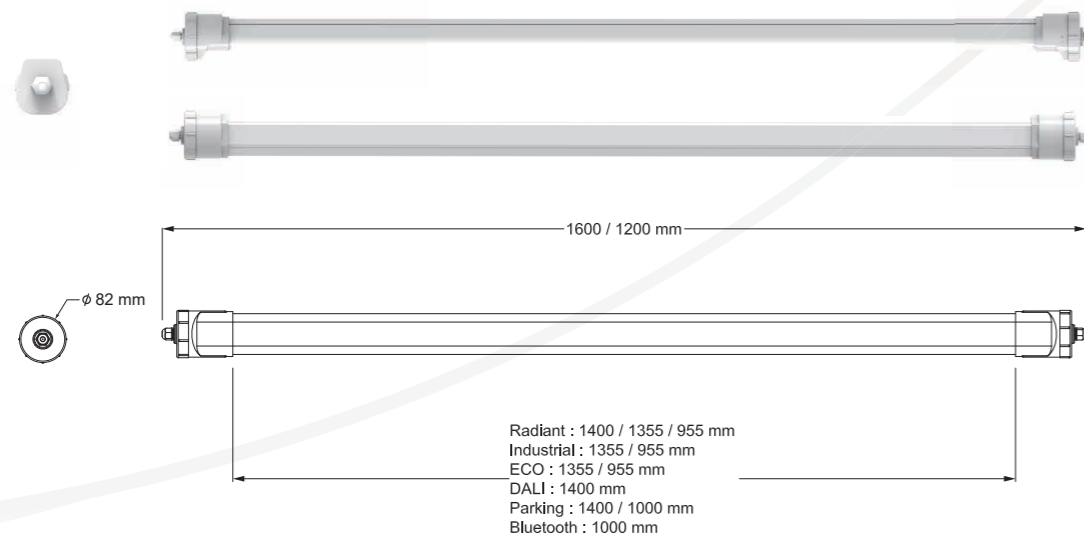 1600 / 1200 mm
ϕ 82 mm
Radiant : 1400 / 1355 / 955 mm
Industrial : 1355 / 955 mm
ECO : 1355 / 955 mm
DALI : 1400 mm
Parking : 1400 / 1000 mm
Bluetooth : 1000 mm